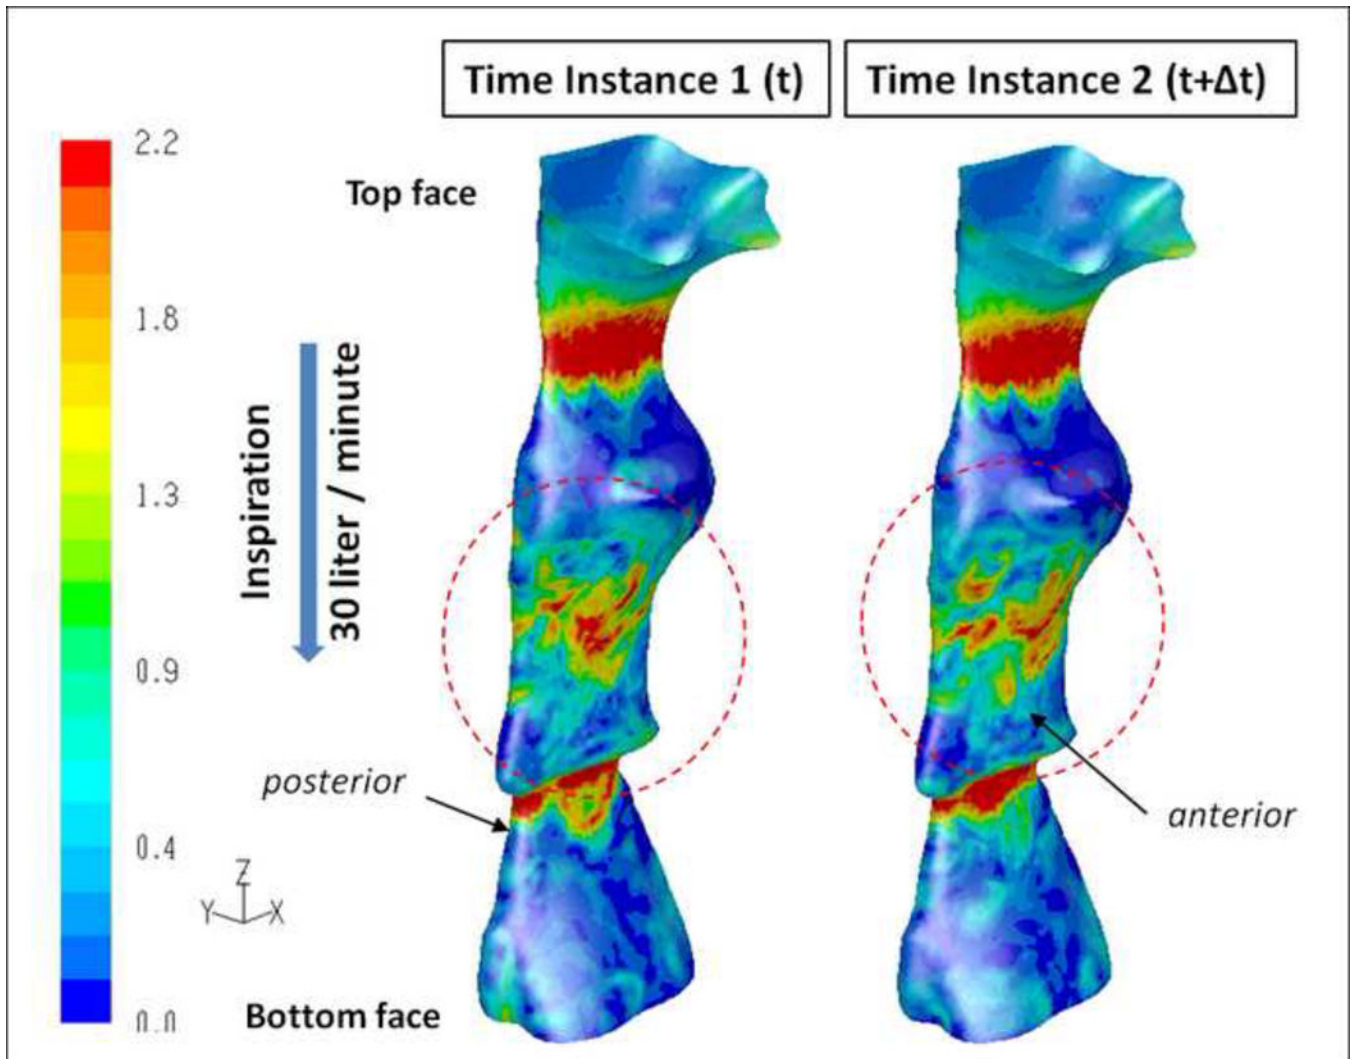 Time Instance 1 (t)
Time Instance 2 (t+Δt)
2.2
Top face
1.8
Inspiration
30 liter / minute
1.3
0.9
posterior
anterior
0.4
Z
Y
X
0.0
Bottom face